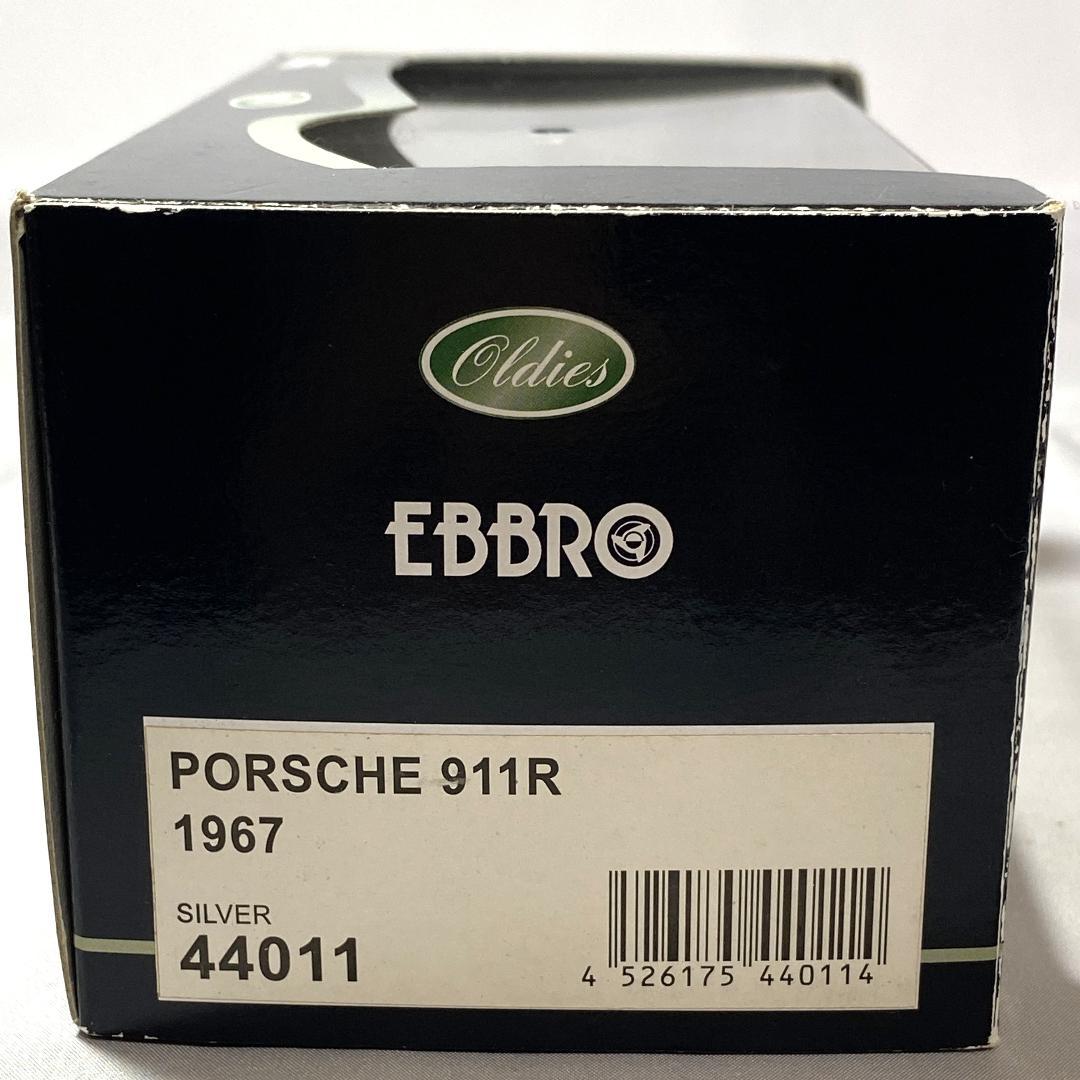 Oldies
EBBRO
PORSCHE 911R
1967
SILVER
44011
4 526175 440114